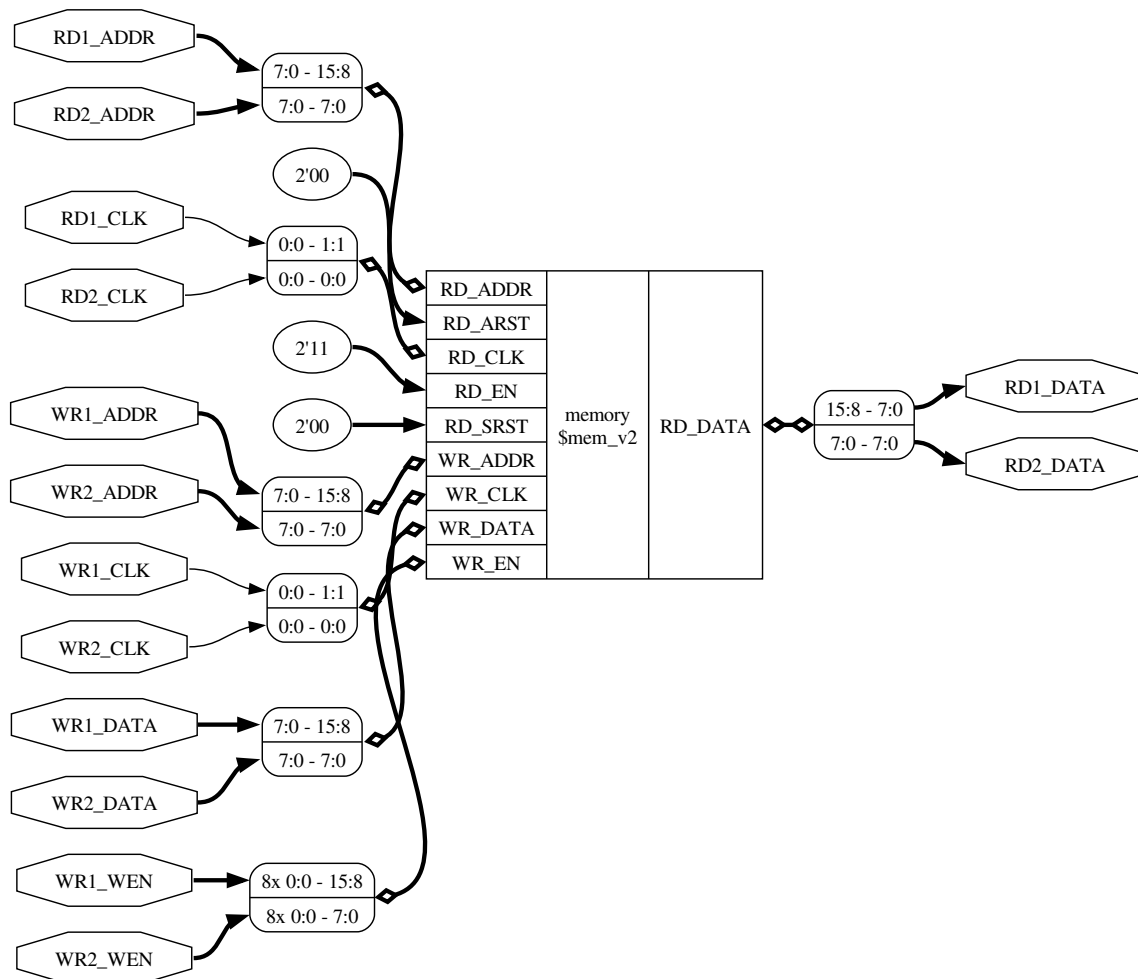 RD1_ADDR
RD2_ADDR
7:0 - 15:8
7:0 - 7:0
2'00
RD1_CLK
RD2_CLK
0:0 - 1:1
0:0 - 0:0
2'11
2'00
WR1_ADDR
WR2_ADDR
7:0 - 15:8
7:0 - 7:0
WR1_CLK
WR2_CLK
0:0 - 1:1
0:0 - 0:0
WR1_DATA
WR2_DATA
7:0 - 15:8
7:0 - 7:0
WR1_WEN
WR2_WEN
8x 0:0 - 15:8
8x 0:0 - 7:0
RD_ADDR
RD_ARST
RD_CLK
RD_EN
RD_SRST
WR_ADDR
WR_CLK
WR_DATA
WR_EN
memory
$mem_v2
RD_DATA
15:8 - 7:0
7:0 - 7:0
RD1_DATA
RD2_DATA